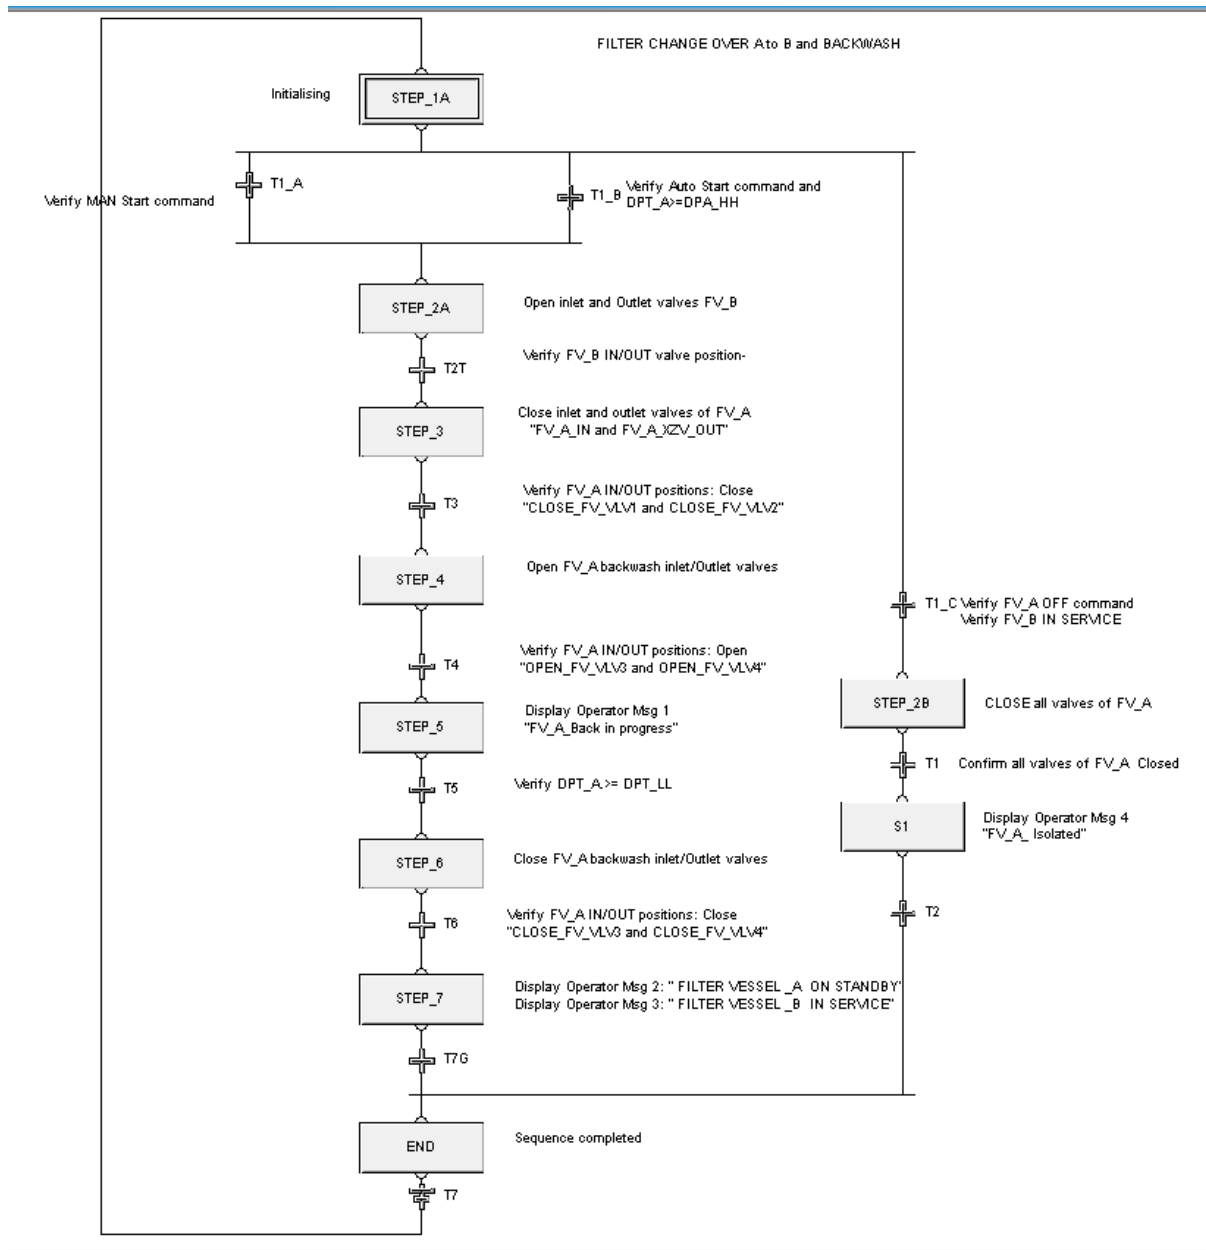 FILTER CHANGE OVER A to B and BACKWASH
Initialising
STEP_1A
T1_A
Verify MAN Start command
T1_B
Verify Auto Start command and
DPT_A>=DPA_HH
STEP_2A
Open inlet and Outlet valves FV_B
T2T
Verify FV_B IN/OUT valve position-
STEP_3
Close inlet and outlet valves of FV_A
"FV_A_IN and FV_A_XZV_OUT"
T3
Verify FV_A IN/OUT positions: Close
"CLOSE_FV_VLV1 and CLOSE_FV_VLV2"
STEP_4
Open FV_A backwash inlet/Outlet valves
T1_C Verify FV_A OFF command
Verify FV_B IN SERVICE
T4
Verify FV_A IN/OUT positions: Open
"OPEN_FV_VLV3 and OPEN_FV_VLV4"
STEP_2B
CLOSE all valves of FV_A
STEP_5
Display Operator Msg 1
"FV_A_Back in progress"
T1
Confirm all valves of FV_A Closed
T5
Verify DPT_A>= DPT_LL
S1
Display Operator Msg 4
"FV_A_ Isolated"
STEP_6
Close FV_A backwash inlet/Outlet valves
T2
T6
Verify FV_A IN/OUT positions: Close
"CLOSE_FV_VLV3 and CLOSE_FV_VLV4"
STEP_7
Display Operator Msg 2: " FILTER VESSEL _A ON STANDBY"
Display Operator Msg 3: " FILTER VESSEL _B IN SERVICE"
T7G
END
Sequence completed
T7